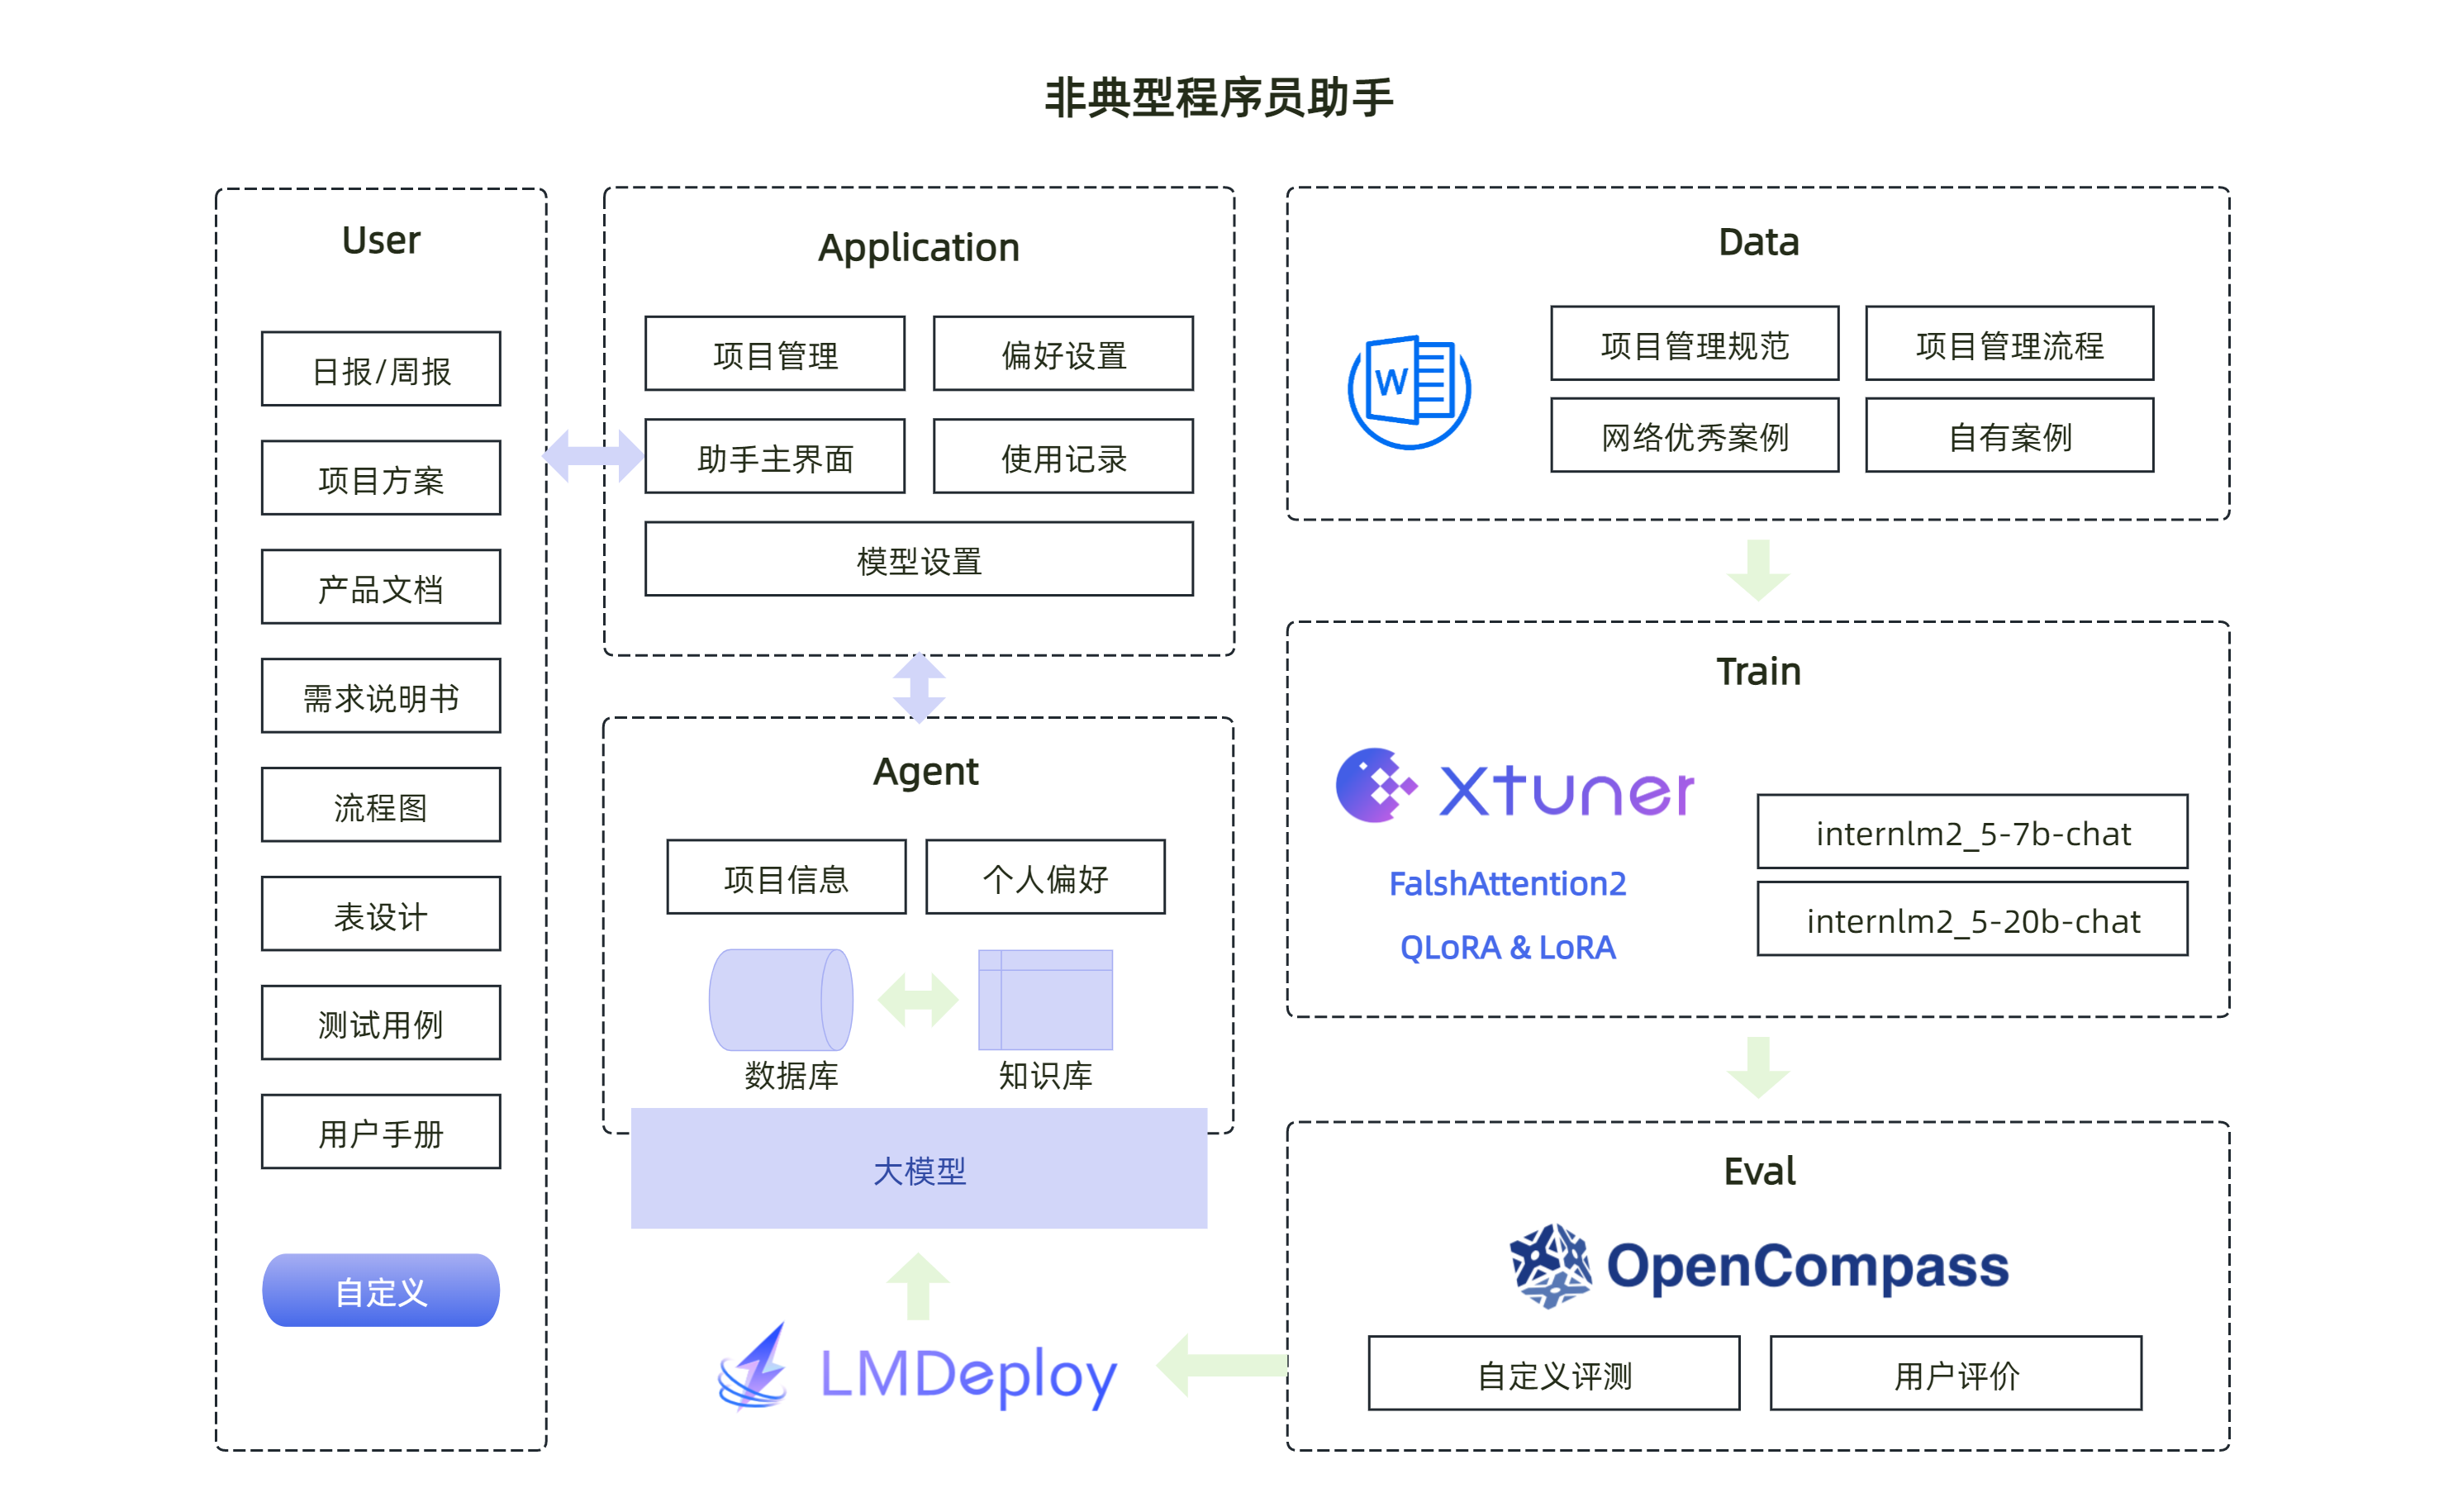 非典型程序员助手
User
日报/周报
项目方案
产品文档
需求说明书
流程图
表设计
测试用例
用户手册
自定义
Application
项目管理
偏好设置
助手主界面
使用记录
模型设置
Agent
项目信息
个人偏好
数据库
知识库
大模型
LMDeploy
Data
W
项目管理规范
项目管理流程
网络优秀案例
自有案例
Train
Xtuner
FalshAttention2
QLoRA & LoRA
internlm2_5-7b-chat
internlm2_5-20b-chat
Eval
OpenCompass
自定义评测
用户评价